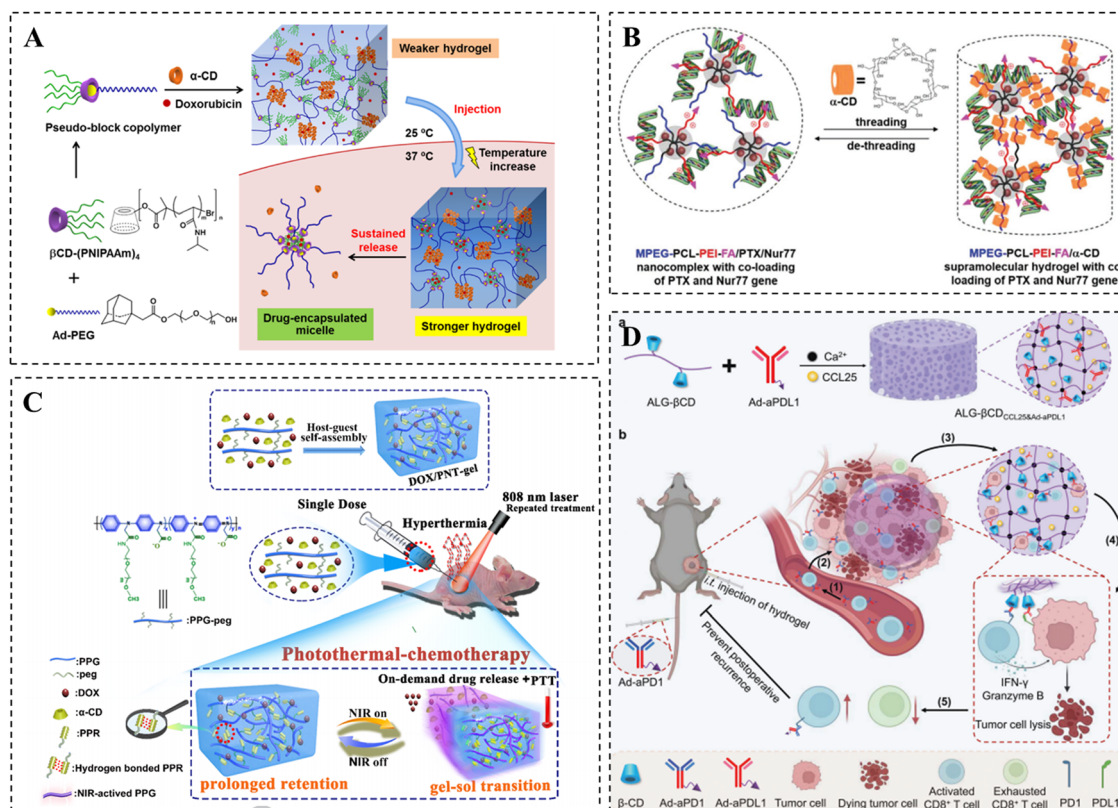 A
α-CD
Doxorubicin
Pseudo-block copolymer
Weaker hydrogel
Injection
25 ºC
37 ºC
Temperature
increase
βCD-(PNIPAAm)4
+
Ad-PEG
Sustained
release
Drug-encapsulated
micelle
Stronger hydrogel
B
α-CD
threading
de-threading
MPEG-PCL-PEI-FA/PTX/Nur77
nanocomplex with co-loading
of PTX and Nur77 gene
MPEG-PCL-PEI-FA/α-CD
supramolecular hydrogel with co
loading of PTX and Nur77 gene
C
Host-guest
self-assembly
DOX/PNT-gel
Single Dose
808 nm laser
Repeated treatment
Hyperthermia
:PPG-peg
Photothermal-chemotherapy
:PPG
:peg
:DOX
:α-CD
:PPR
:Hydrogen bonded PPR
:NIR-actived PPG
On-demand drug release +PTT
NIR on
NIR off
prolonged retention
gel-sol transition
D
a
ALG-βCD
+
Ad-aPDL1
Ca2+
CCL25
ALG-βCDCCL25&Ad-aPDL1
b
(3)
(4)
(2)
(1)
i.t. injection of hydrogel
Ad-aPD1
Prevent postoperative
recurrence
IFN-γ
Granzyme B
Tumor cell lysis
(5)
β-CD
Ad-aPD1
Ad-aPDL1
Tumor cell
Dying tumor cell
Activated
CD8+ T cell
Exhausted
CD8+ T cell
PD1